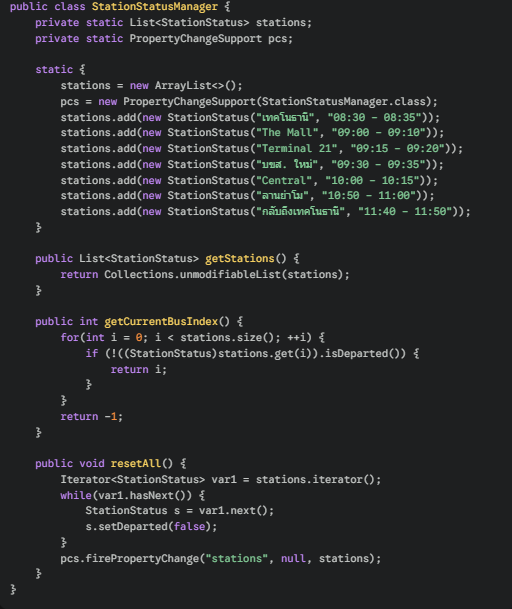 public class StationStatusManager {
    private static List<StationStatus> stations;
    private static PropertyChangeSupport pcs;

    static {
        stations = new ArrayList<>();
        pcs = new PropertyChangeSupport(StationStatusManager.class);
        stations.add(new StationStatus("เทคโนธานี", "08:30 - 08:35"));
        stations.add(new StationStatus("The Mall", "09:00 - 09:10"));
        stations.add(new StationStatus("Terminal 21", "09:15 - 09:20"));
        stations.add(new StationStatus("บขส. ใหม่", "09:30 - 09:35"));
        stations.add(new StationStatus("Central", "10:00 - 10:15"));
        stations.add(new StationStatus("ลานย่าโม", "10:50 - 11:00"));
        stations.add(new StationStatus("กลับถึงเทคโนธานี", "11:40 - 11:50"));
    }

    public List<StationStatus> getStations() {
        return Collections.unmodifiableList(stations);
    }

    public int getCurrentBusIndex() {
        for(int i = 0; i < stations.size(); ++i) {
            if (!((StationStatus)stations.get(i)).isDeparted()) {
                return i;
            }
        }
        return -1;
    }

    public void resetAll() {
        Iterator<StationStatus> var1 = stations.iterator();
        while(var1.hasNext()) {
            StationStatus s = var1.next();
            s.setDeparted(false);
        }
        pcs.firePropertyChange("stations", null, stations);
    }
}